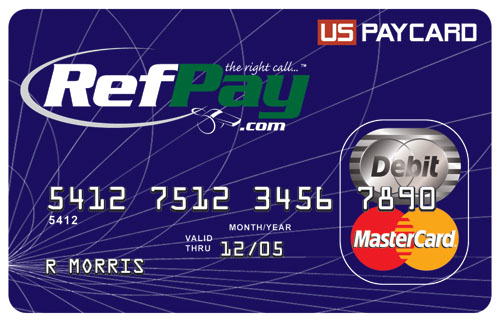 US PAYCARD
the right call...™
RefPay
.com
Debit
5412 7512 3456 7890
5412
MONTH/YEAR
VALID THRU 12/05
MasterCard
R MORRIS